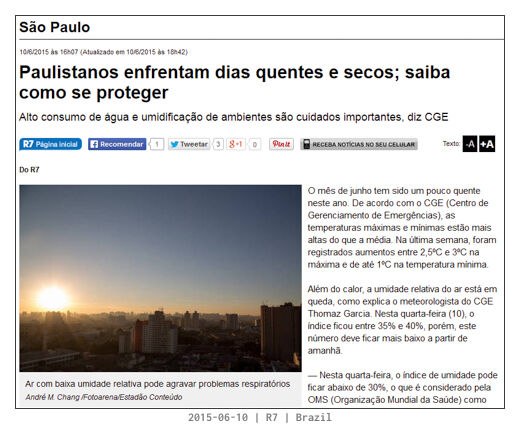 São Paulo
10/6/2015 às 16h07 (Atualizado em 10/6/2015 às 18h42)
Paulistanos enfrentam dias quentes e secos; saiba
como se proteger
Alto consumo de água e umidificação de ambientes são cuidados importantes, diz CGE
R7 Página inicial
Recomendar 1
Tweetar 3
g+1 0
Pin it
RECEBA NOTÍCIAS NO SEU CELULAR
Texto: -A +A
Do R7
Ar com baixa umidade relativa pode agravar problemas respiratórios
André M. Chang /Fotoarena/Estadão Conteúdo
O mês de junho tem sido um pouco quente
neste ano. De acordo com o CGE (Centro de
Gerenciamento de Emergências), as
temperaturas máximas e mínimas estão mais
altas do que a média. Na última semana, foram
registrados aumentos entre 2,5ºC e 3ºC na
máxima e de até 1ºC na temperatura mínima.
Além do calor, a umidade relativa do ar está em
queda, como explica o meteorologista do CGE
Thomaz Garcia. Nesta quarta-feira (10), o
índice ficou entre 35% e 40%, porém, este
número deve ficar mais baixo a partir de
amanhã.
— Nesta quarta-feira, o índice de umidade pode
ficar abaixo de 30%, o que é considerado pela
OMS (Organização Mundial da Saúde) como
2015-06-10 | R7 | Brazil